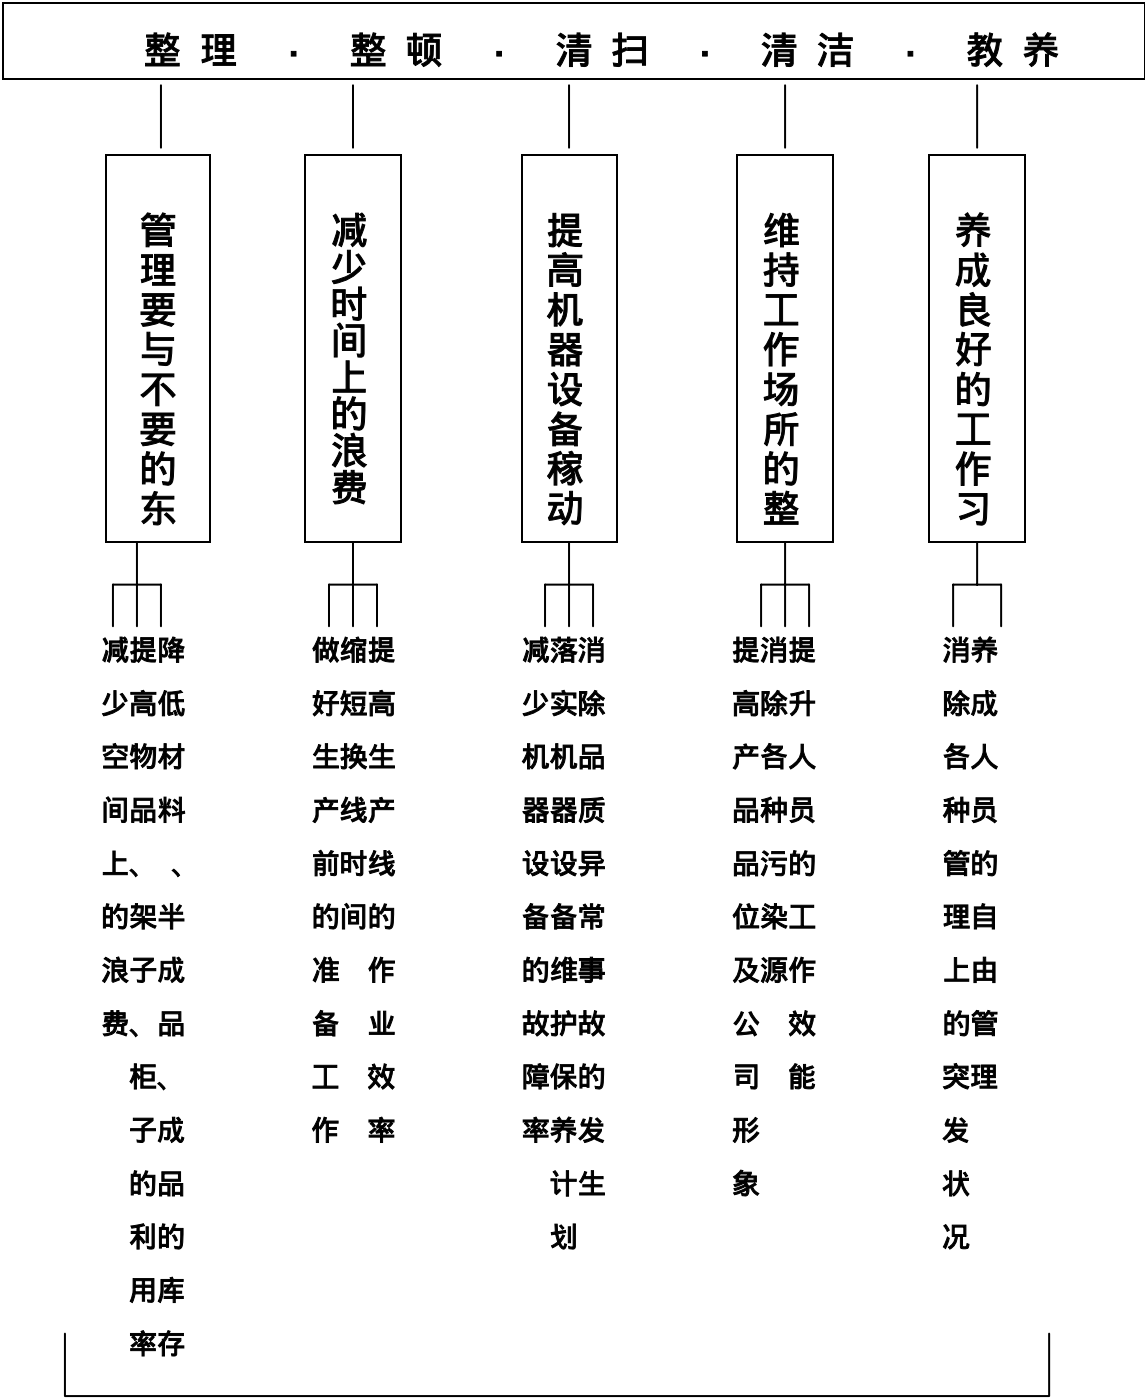 整理 . 整顿 . 清扫 . 清洁 . 教养
管理要与不要的东
减少时间上的浪费
提高机器设备稼动
维持工作场所的整
养成良好的工作习
减少空间上的浪费
提高物品、架子、柜子的利用率
降低材料、半成品、成品的库存
做好生产前的准备工作
缩短换线时间
提高生产线的作业效率
减少机器设备的故障率
落实机器设备维护保养计划
消除品质异常事故的发生
提高产品品位及公司形象
消除各种污染源
提升人员的工作效能
消除各种管理上的突发状况
养成人员的自由管理